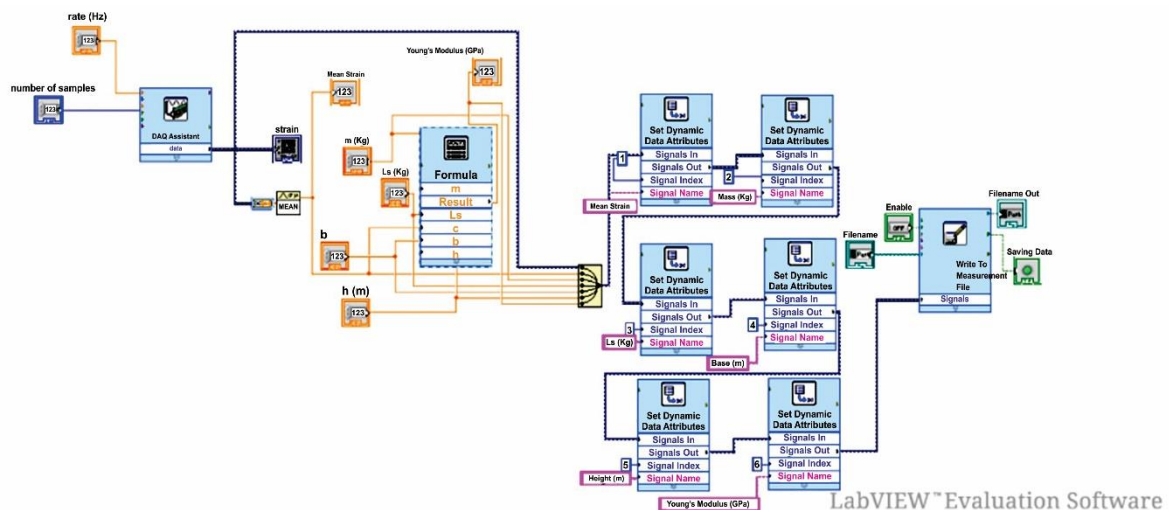 rate (Hz)
123
number of samples
123
DAQ Assistant
data
strain
MEAN
Mean Strain
123
Young's Modulus (GPa)
123
m (Kg)
123
Ls (Kg)
123
b
123
h (m)
123
Formula
m
Result
Ls
c
b
h
1
Mean Strain
Set Dynamic
Data Attributes
Signals In
Signals Out
Signal Index
Signal Name
2
Mass (Kg)
Set Dynamic
Data Attributes
Signals In
Signals Out
Signal Index
Signal Name
3
Ls (Kg)
Set Dynamic
Data Attributes
Signals In
Signals Out
Signal Index
Signal Name
4
Base (m)
Set Dynamic
Data Attributes
Signals In
Signals Out
Signal Index
Signal Name
5
Height (m)
Set Dynamic
Data Attributes
Signals In
Signals Out
Signal Index
Signal Name
6
Young's Modulus (GPa)
Set Dynamic
Data Attributes
Signals In
Signals Out
Signal Index
Signal Name
Enable
OFF
Filename
Filename Out
Saving Data
Write To
Measurement
File
Signals
LabVIEW™ Evaluation Software